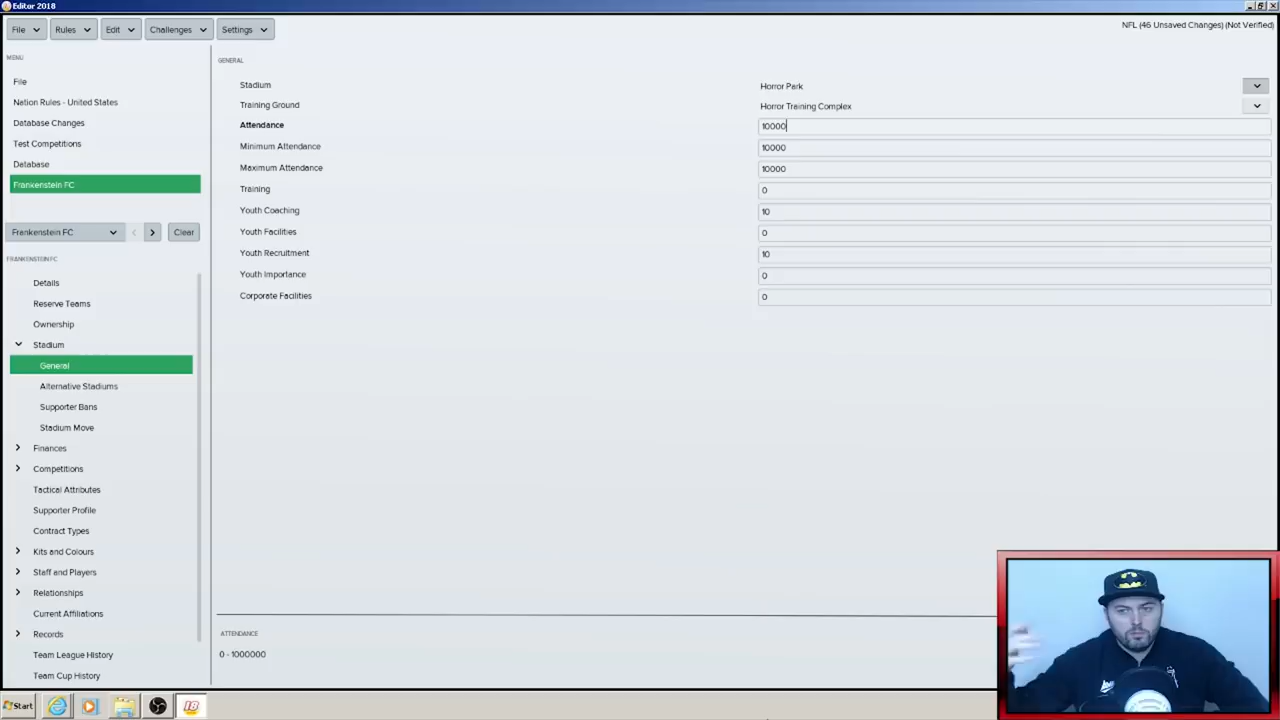 Editor 2018
File Rules Edit Challenges Settings
NFL (46 Unsaved Changes) (Not Verified)
MENU
File
Nation Rules - United States
Database Changes
Test Competitions
Database
Frankenstein FC
Frankenstein FC Clear
FRANKENSTEIN FC
Details
Reserve Teams
Ownership
Stadium
General
Alternative Stadiums
Supporter Bans
Stadium Move
Finances
Competitions
Tactical Attributes
Supporter Profile
Contract Types
Kits and Colours
Staff and Players
Relationships
Current Affiliations
Records
Team League History
Team Cup History
GENERAL
Stadium Horror Park
Training Ground Horror Training Complex
Attendance 10000
Minimum Attendance 10000
Maximum Attendance 10000
Training 0
Youth Coaching 10
Youth Facilities 0
Youth Recruitment 10
Youth Importance 0
Corporate Facilities 0
ATTENDANCE
0 - 1000000
Start 18